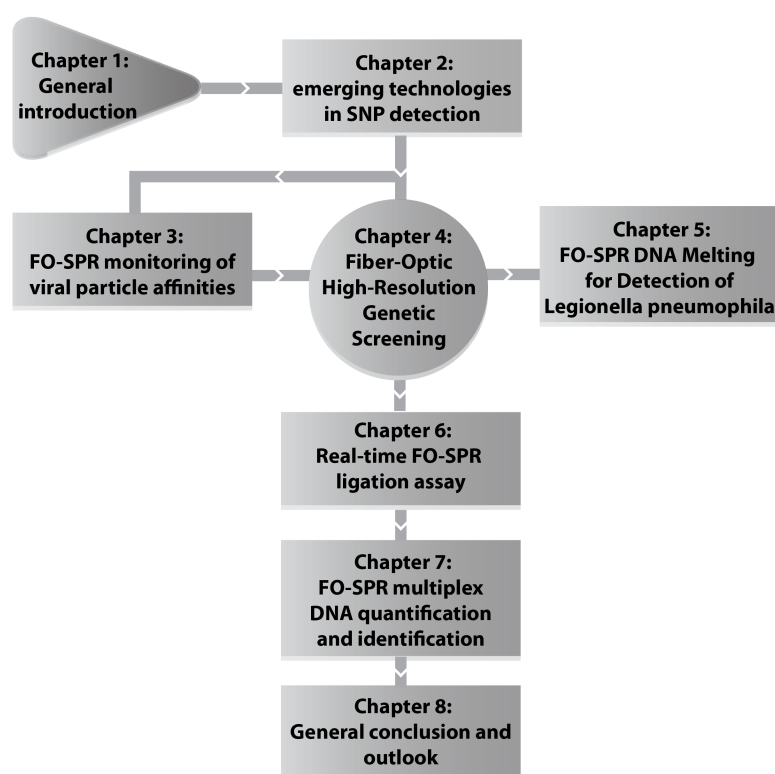 Chapter 1:
General
introduction
Chapter 2:
emerging technologies
in SNP detection
Chapter 3:
FO-SPR monitoring of
viral particle affinities
Chapter 4:
Fiber-Optic
High-Resolution
Genetic
Screening
Chapter 5:
FO-SPR DNA Melting
for Detection of
Legionella pneumophila
Chapter 6:
Real-time FO-SPR
ligation assay
Chapter 7:
FO-SPR multiplex
DNA quantification
and identification
Chapter 8:
General conclusion and
outlook